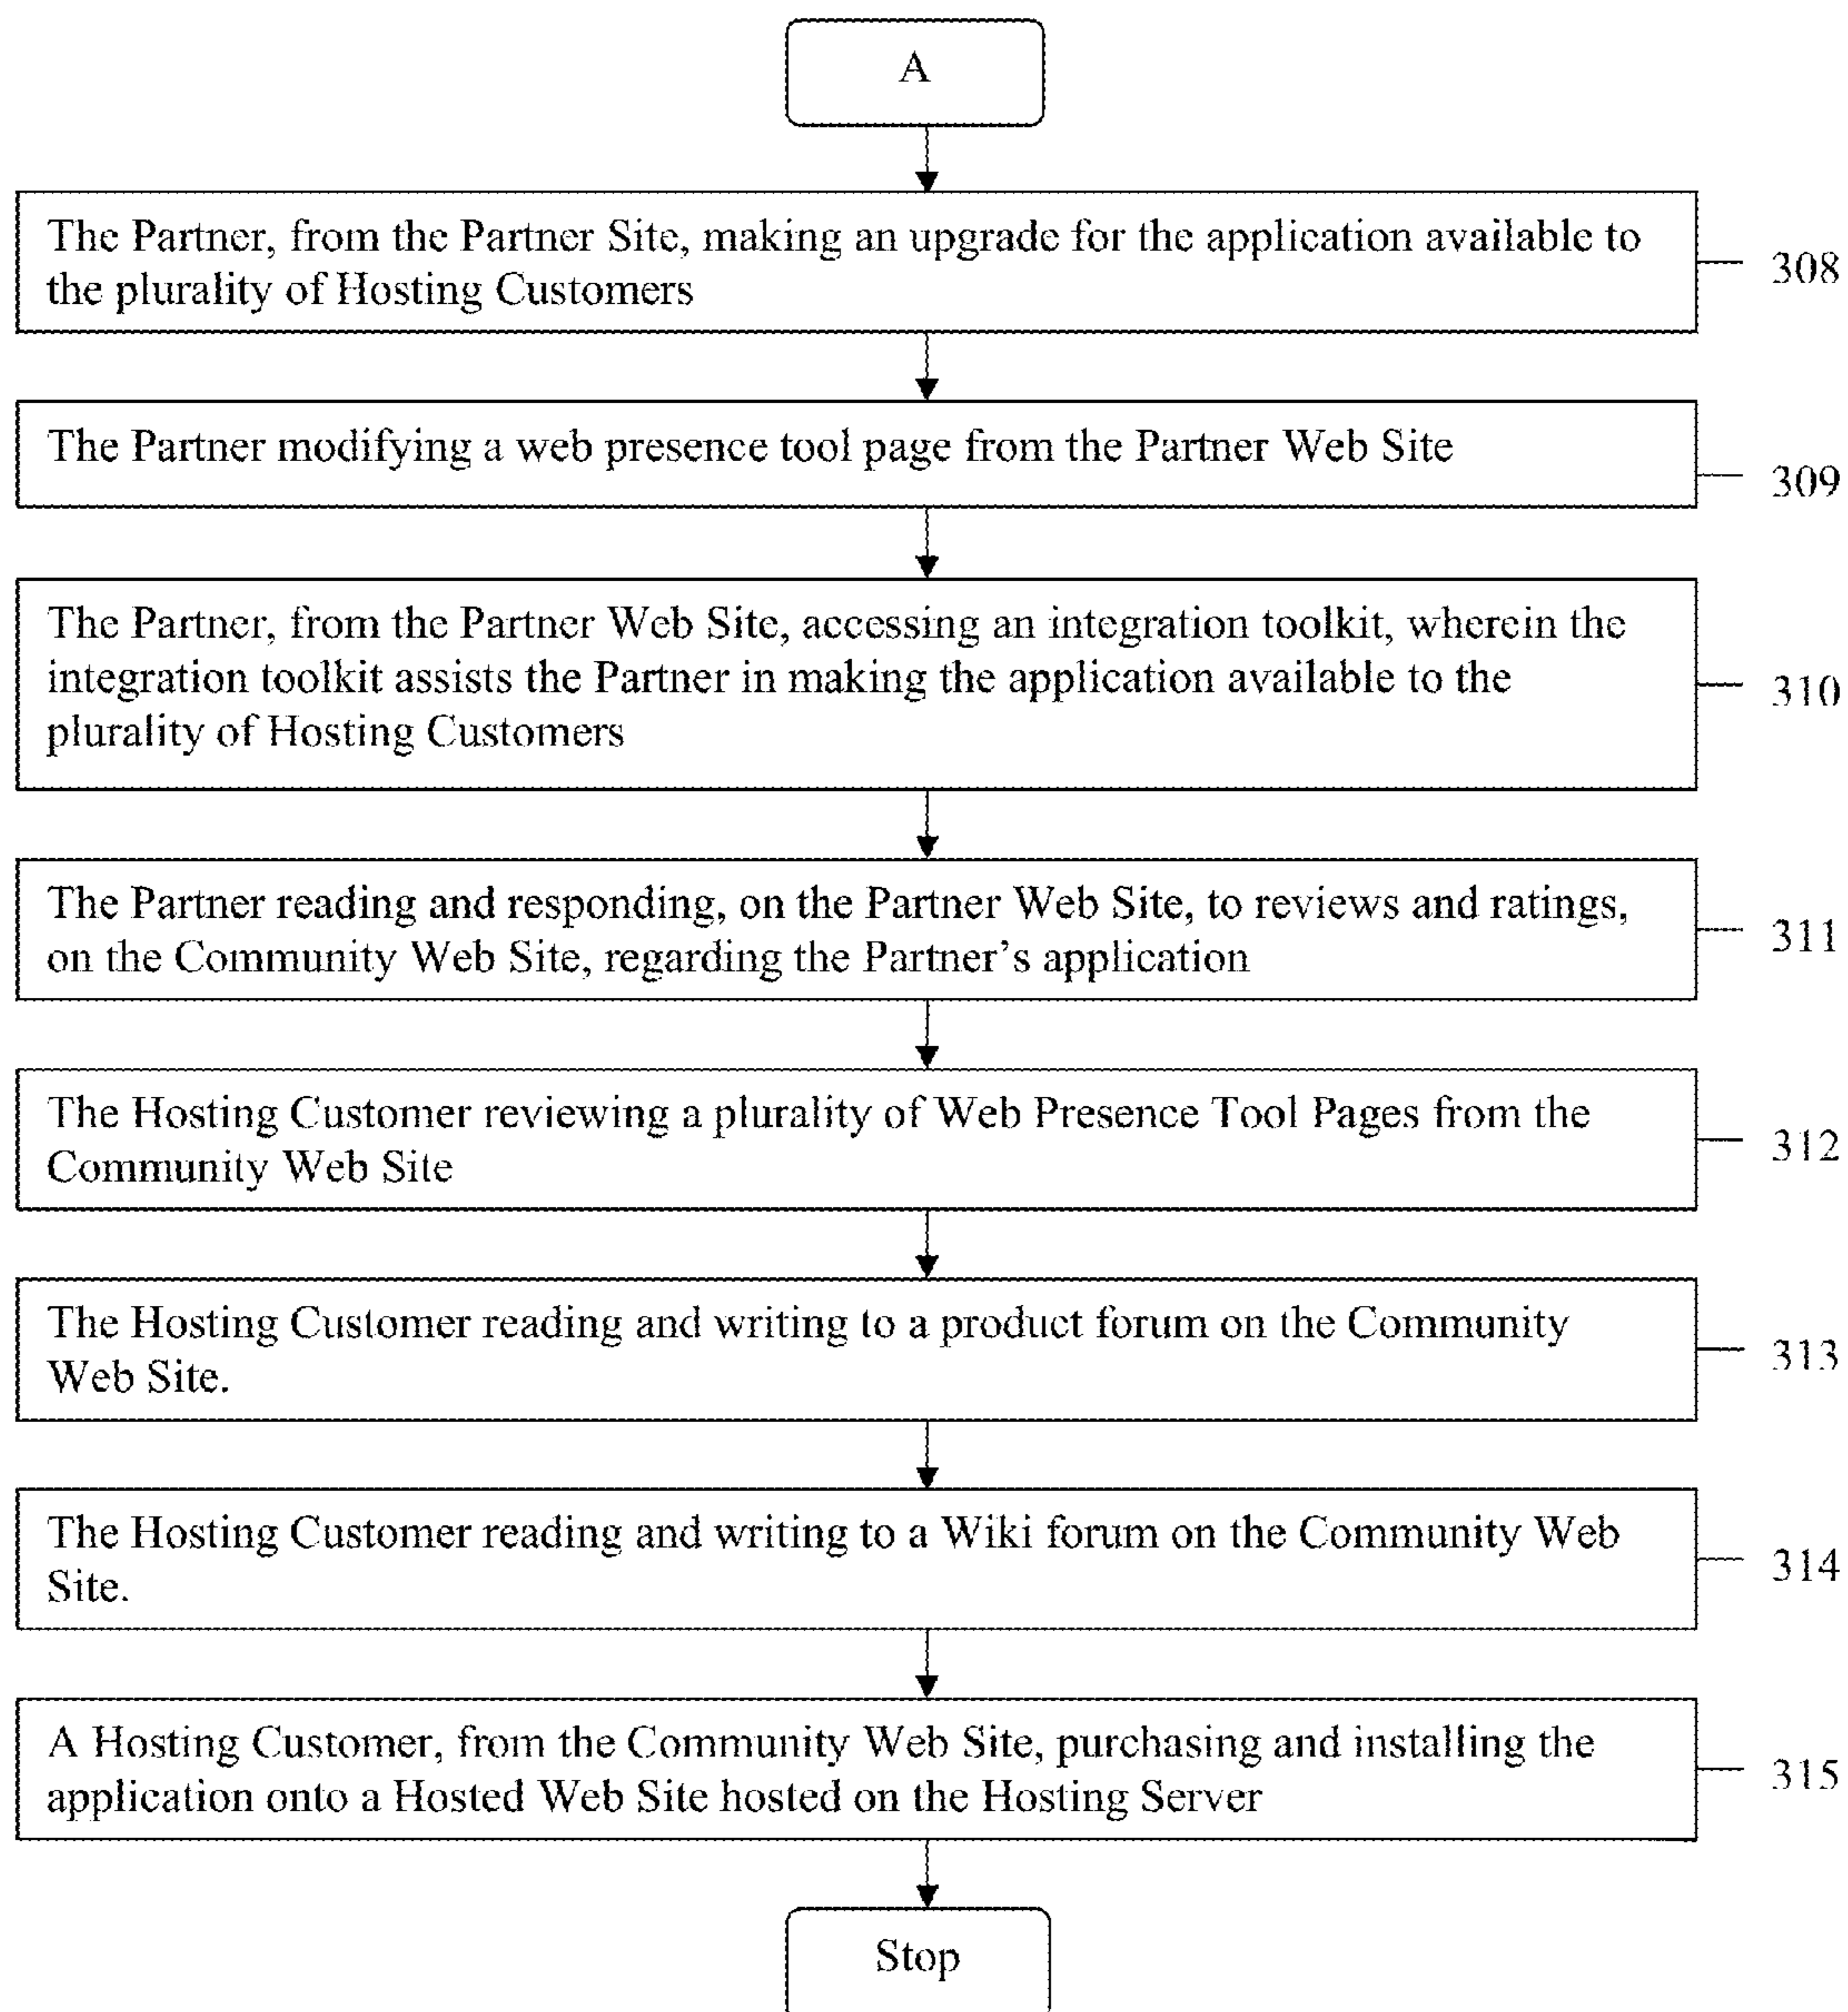 A
The Partner, from the Partner Site, making an upgrade for the application available to
the plurality of Hosting Customers
308
The Partner modifying a web presence tool page from the Partner Web Site
309
The Partner, from the Partner Web Site, accessing an integration toolkit, wherein the
integration toolkit assists the Partner in making the application available to the
plurality of Hosting Customers
310
The Partner reading and responding, on the Partner Web Site, to reviews and ratings,
on the Community Web Site, regarding the Partner's application
311
The Hosting Customer reviewing a plurality of Web Presence Tool Pages from the
Community Web Site
312
The Hosting Customer reading and writing to a product forum on the Community
Web Site.
313
The Hosting Customer reading and writing to a Wiki forum on the Community Web
Site.
314
A Hosting Customer, from the Community Web Site, purchasing and installing the
application onto a Hosted Web Site hosted on the Hosting Server
315
Stop